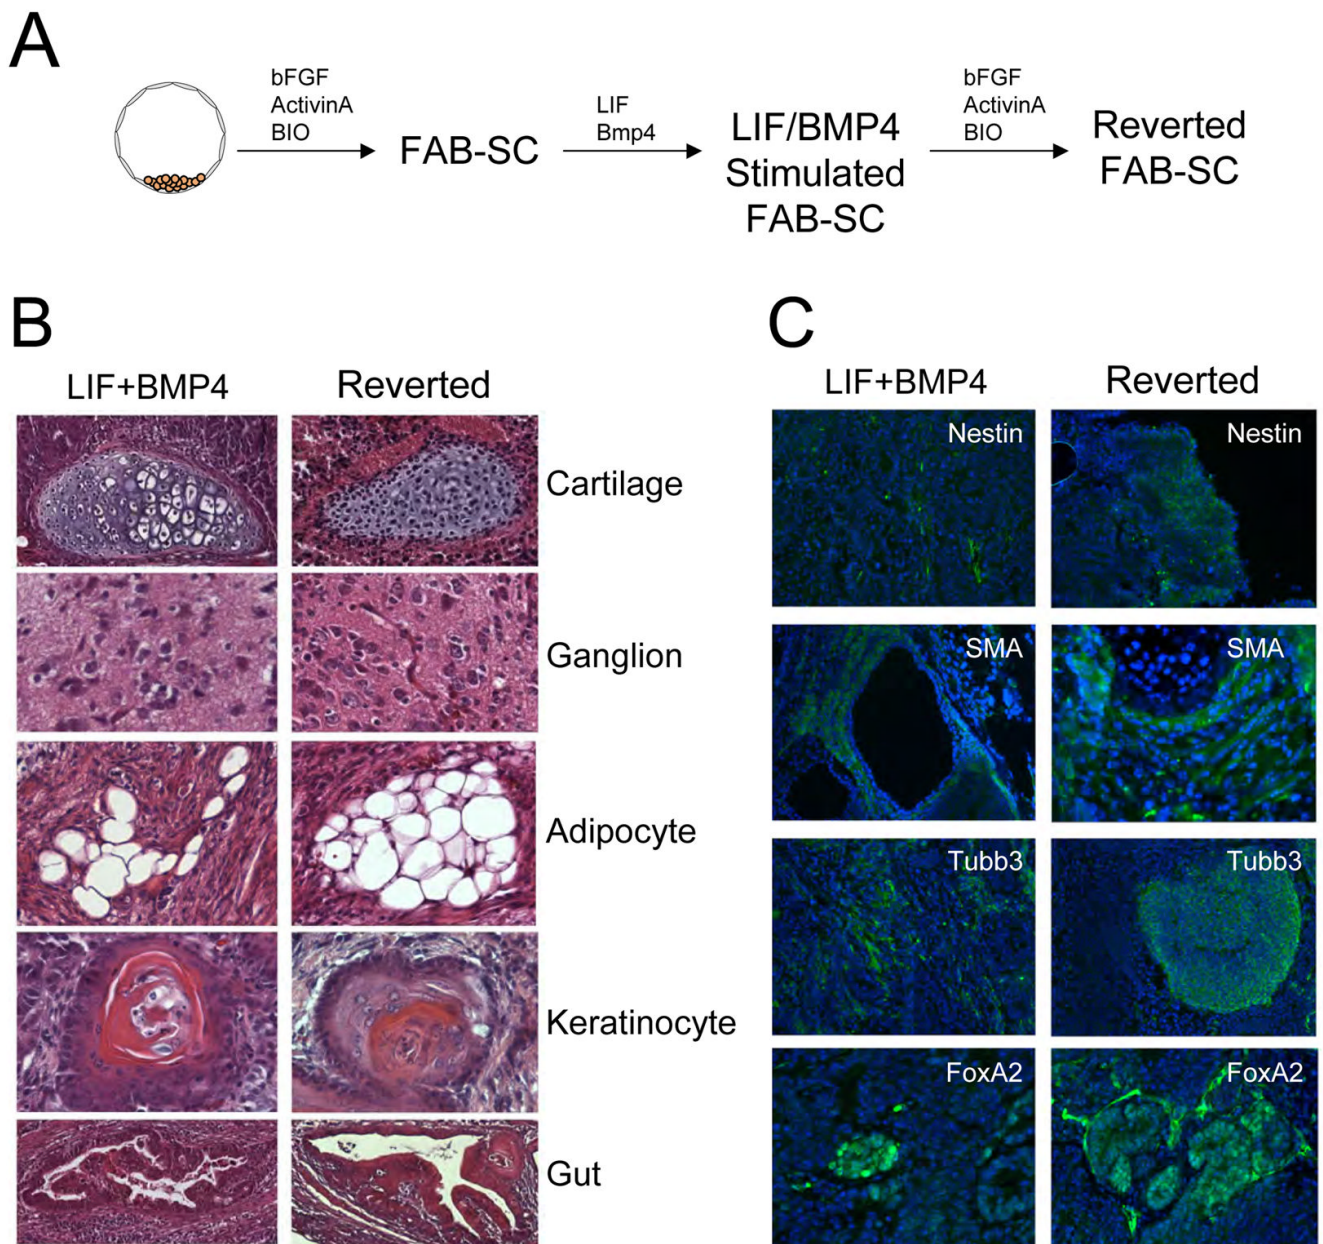 A
bFGF
ActivinA
BIO
FAB-SC
LIF
Bmp4
LIF/BMP4
Stimulated
FAB-SC
bFGF
ActivinA
BIO
Reverted
FAB-SC
B
LIF+BMP4
Reverted
Cartilage
Ganglion
Adipocyte
Keratinocyte
Gut
C
LIF+BMP4
Reverted
Nestin
Nestin
SMA
SMA
Tubb3
Tubb3
FoxA2
FoxA2